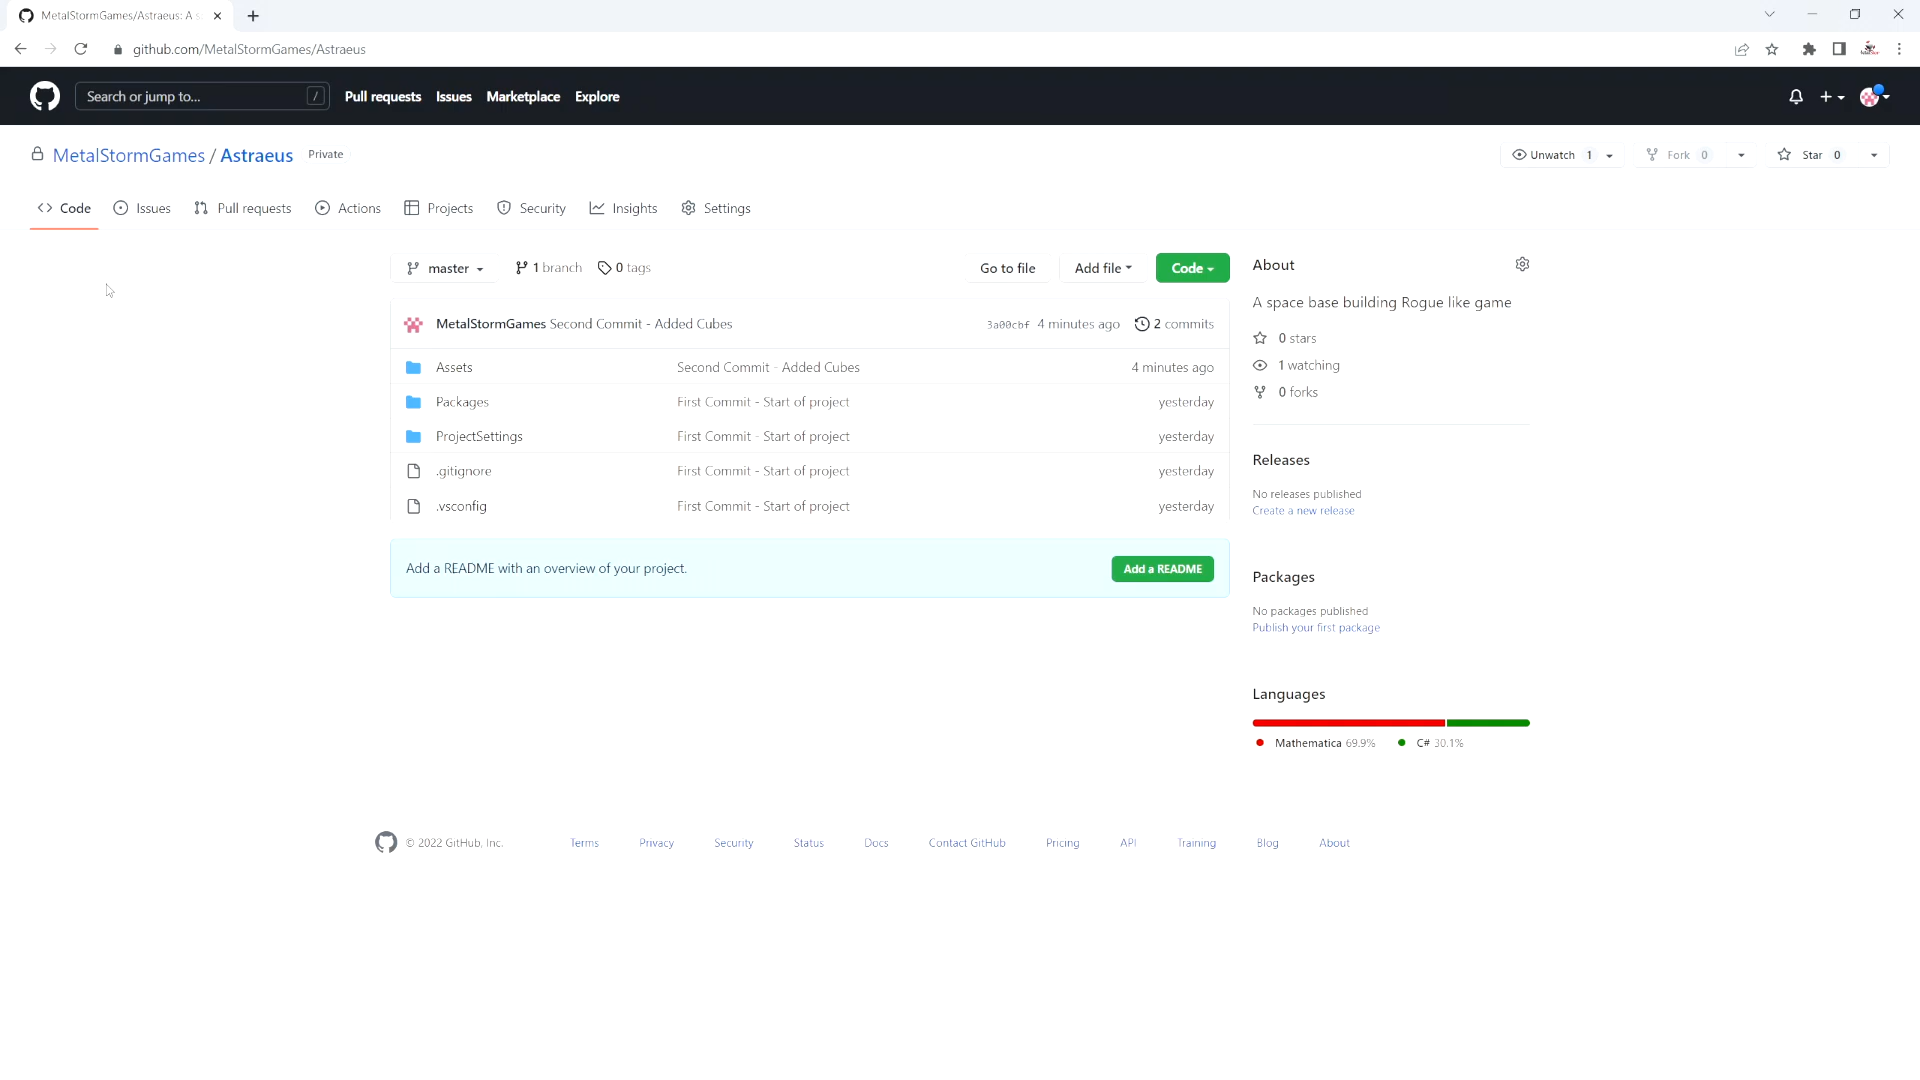 MetalStormGames/Astraeus: A s
github.com/MetalStormGames/Astraeus
Search or jump to... / Pull requests Issues Marketplace Explore
MetalStormGames / Astraeus Private Unwatch 1 Fork 0 Star 0
Code Issues Pull requests Actions Projects Security Insights Settings
master 1 branch 0 tags Go to file Add file Code
MetalStormGames Second Commit - Added Cubes 3a00cbf 4 minutes ago 2 commits
Assets Second Commit - Added Cubes 4 minutes ago
Packages First Commit - Start of project yesterday
ProjectSettings First Commit - Start of project yesterday
.gitignore First Commit - Start of project yesterday
.vsconfig First Commit - Start of project yesterday
Add a README with an overview of your project. Add a README
About
A space base building Rogue like game
0 stars
1 watching
0 forks
Releases
No releases published
Create a new release
Packages
No packages published
Publish your first package
Languages
Mathematica 69.9% C# 30.1%
© 2022 GitHub, Inc. Terms Privacy Security Status Docs Contact GitHub Pricing API Training Blog About